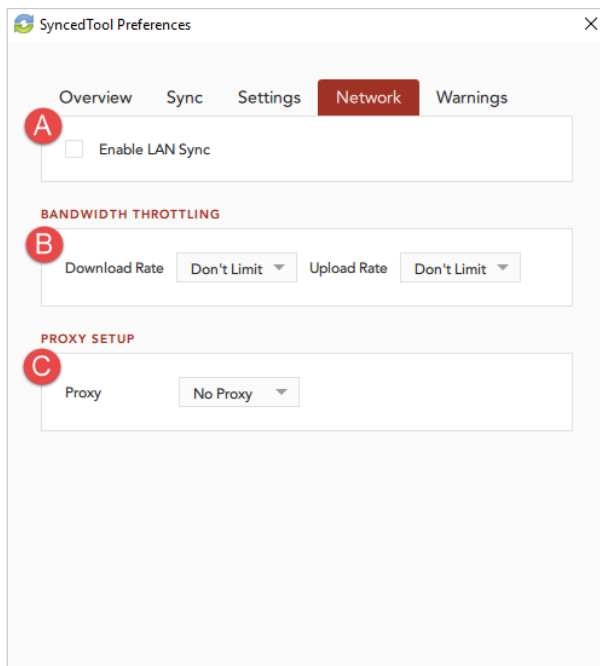 SyncedTool Preferences
Overview Sync Settings Network Warnings
A
Enable LAN Sync
BANDWIDTH THROTTLING
B
Download Rate Don't Limit Upload Rate Don't Limit
PROXY SETUP
C
Proxy No Proxy